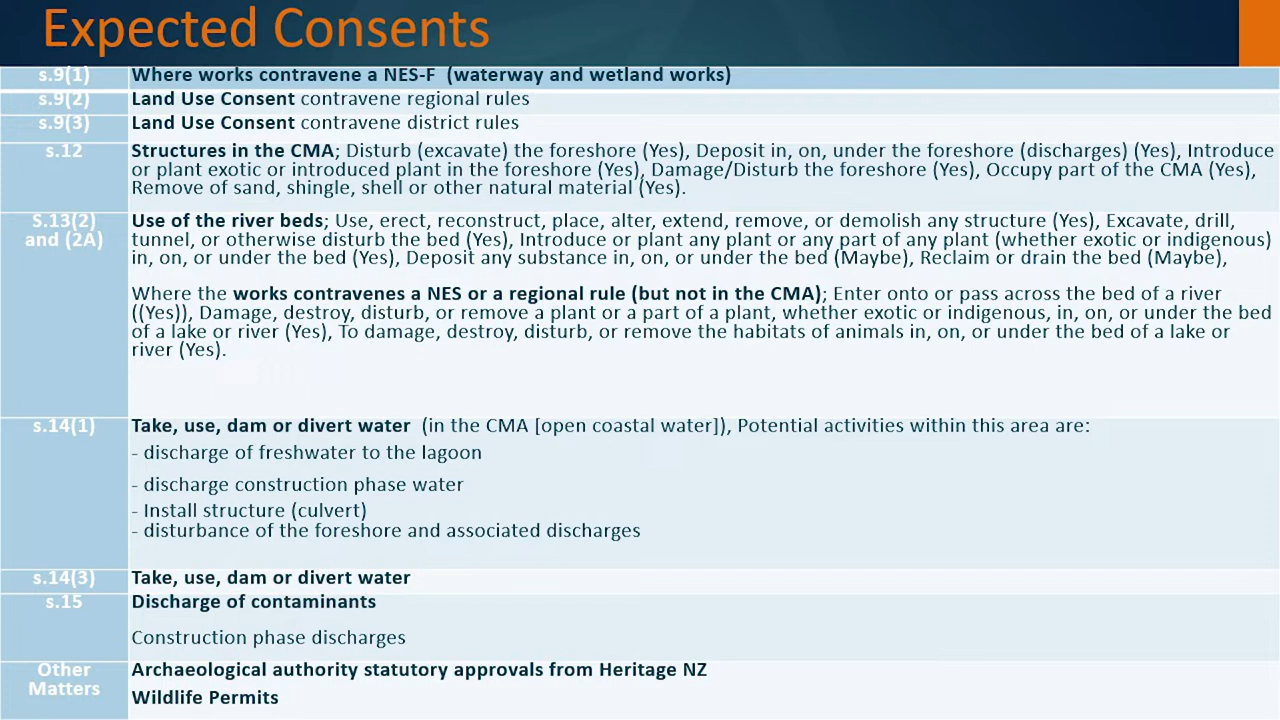 Expected Consents
s.9(1) Where works contravene a NES-F (waterway and wetland works)
s.9(2) Land Use Consent contravene regional rules
s.9(3) Land Use Consent contravene district rules
s.12 Structures in the CMA; Disturb (excavate) the foreshore (Yes), Deposit in, on, under the foreshore (discharges) (Yes), Introduce
or plant exotic or introduced plant in the foreshore (Yes), Damage/Disturb the foreshore (Yes), Occupy part of the CMA (Yes),
Remove of sand, shingle, shell or other natural material (Yes).
S.13(2) Use of the river beds; Use, erect, reconstruct, place, alter, extend, remove, or demolish any structure (Yes), Excavate, drill,
and (2A) tunnel, or otherwise disturb the bed (Yes), Introduce or plant any plant or any part of any plant (whether exotic or indigenous)
in, on, or under the bed (Yes), Deposit any substance in, on, or under the bed (Maybe), Reclaim or drain the bed (Maybe),
Where the works contravenes a NES or a regional rule (but not in the CMA); Enter onto or pass across the bed of a river
((Yes)), Damage, destroy, disturb, or remove a plant or a part of a plant, whether exotic or indigenous, in, on, or under the bed
of a lake or river (Yes), To damage, destroy, disturb, or remove the habitats of animals in, on, or under the bed of a lake or
river (Yes).
s.14(1) Take, use, dam or divert water (in the CMA [open coastal water]), Potential activities within this area are:
- discharge of freshwater to the lagoon
- discharge construction phase water
- Install structure (culvert)
- disturbance of the foreshore and associated discharges
s.14(3) Take, use, dam or divert water
s.15 Discharge of contaminants
Construction phase discharges
Other Archaeological authority statutory approvals from Heritage NZ
Matters
Wildlife Permits